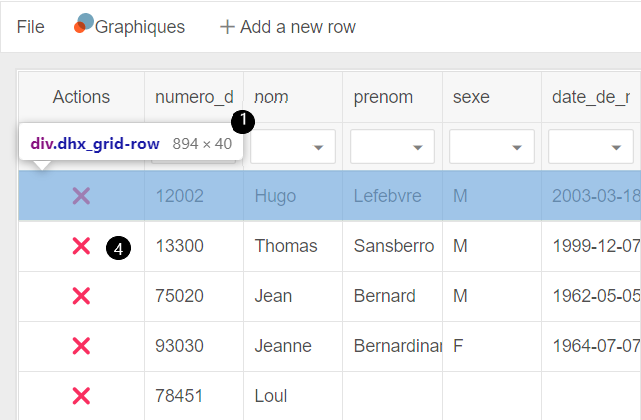 File Graphiques + Add a new row
Actions numero_d nom prenom sexe date_de_n
1
div.dhx_grid-row 894 × 40
12002 Hugo Lefebvre M 2003-03-18
4
13300 Thomas Sansberro M 1999-12-07
75020 Jean Bernard M 1962-05-05
93030 Jeanne Bernardinar F 1964-07-07
78451 Loul